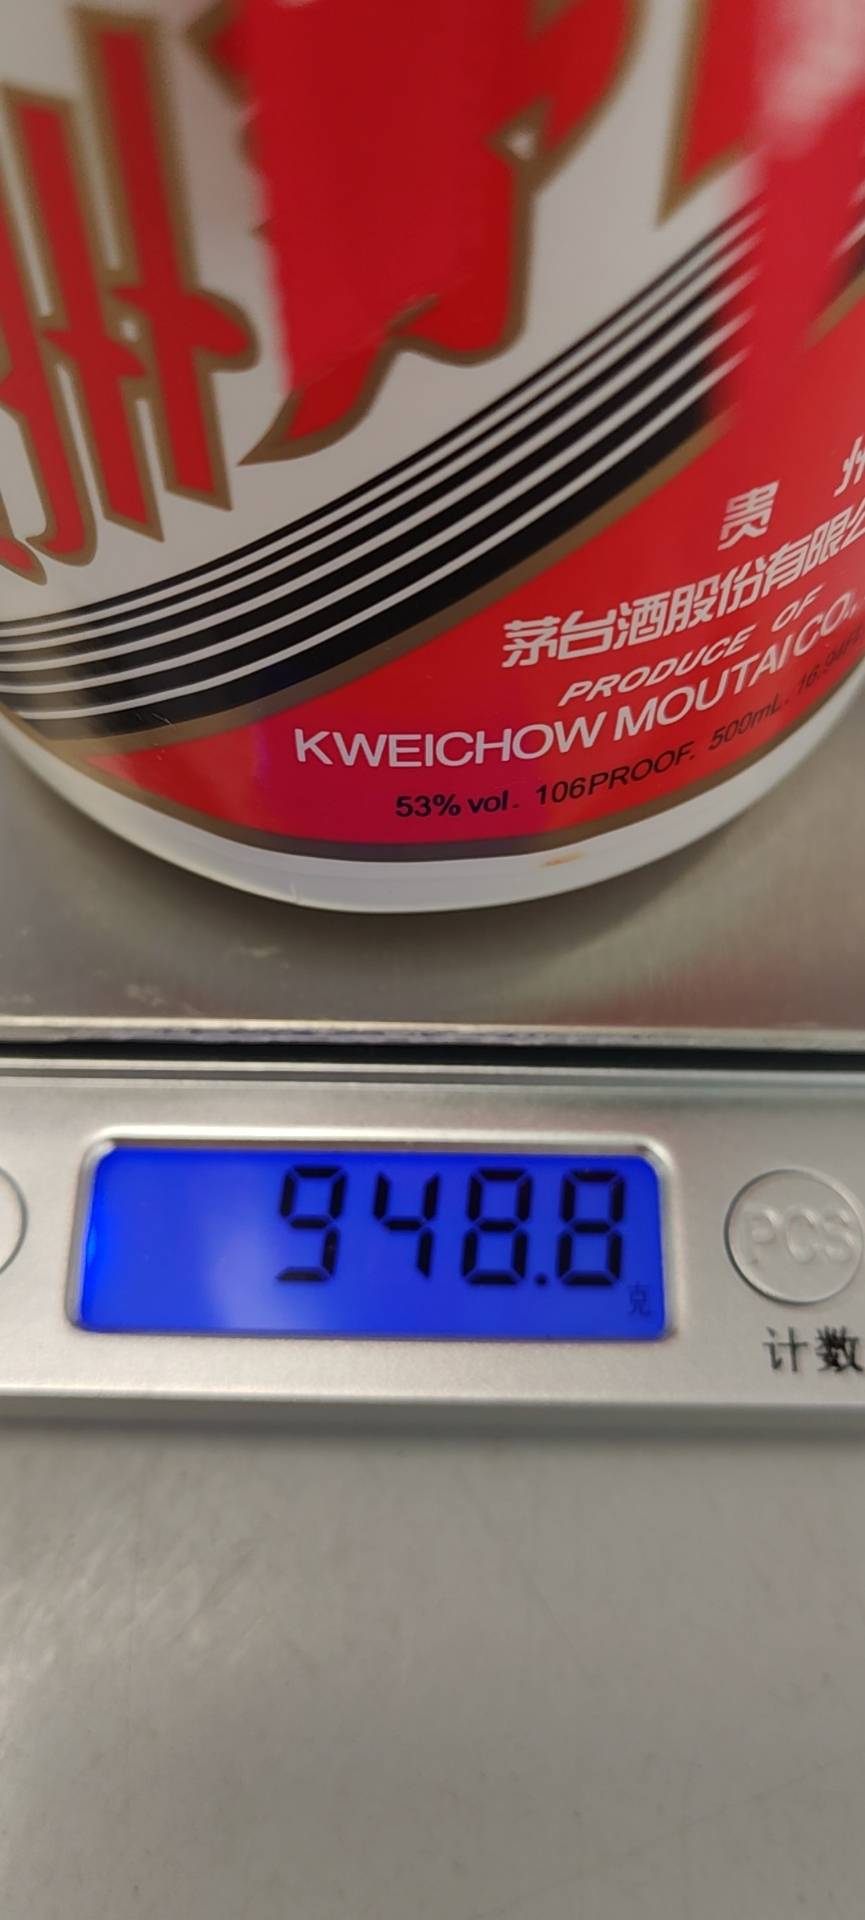 贵 州
茅台酒股份有限公
PRODUCE OF
KWEICHOW MOUTAI CO.,
53% vol. 106PROOF. 500mL.
948.8
克
PCS
计数